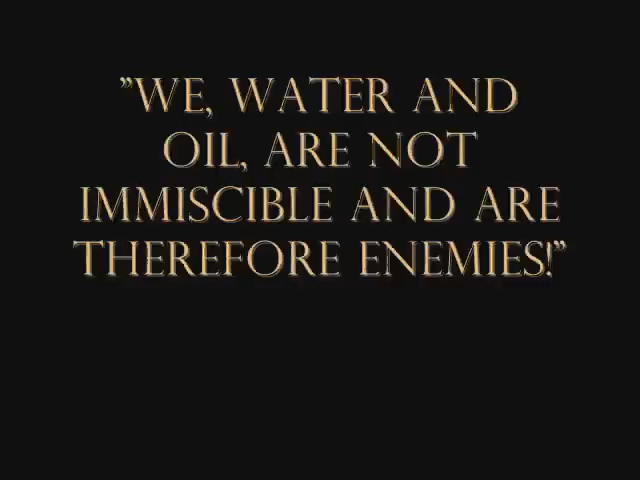 ”WE, WATER AND
OIL, ARE NOT
IMMISCIBLE AND ARE
THEREFORE ENEMIES!”